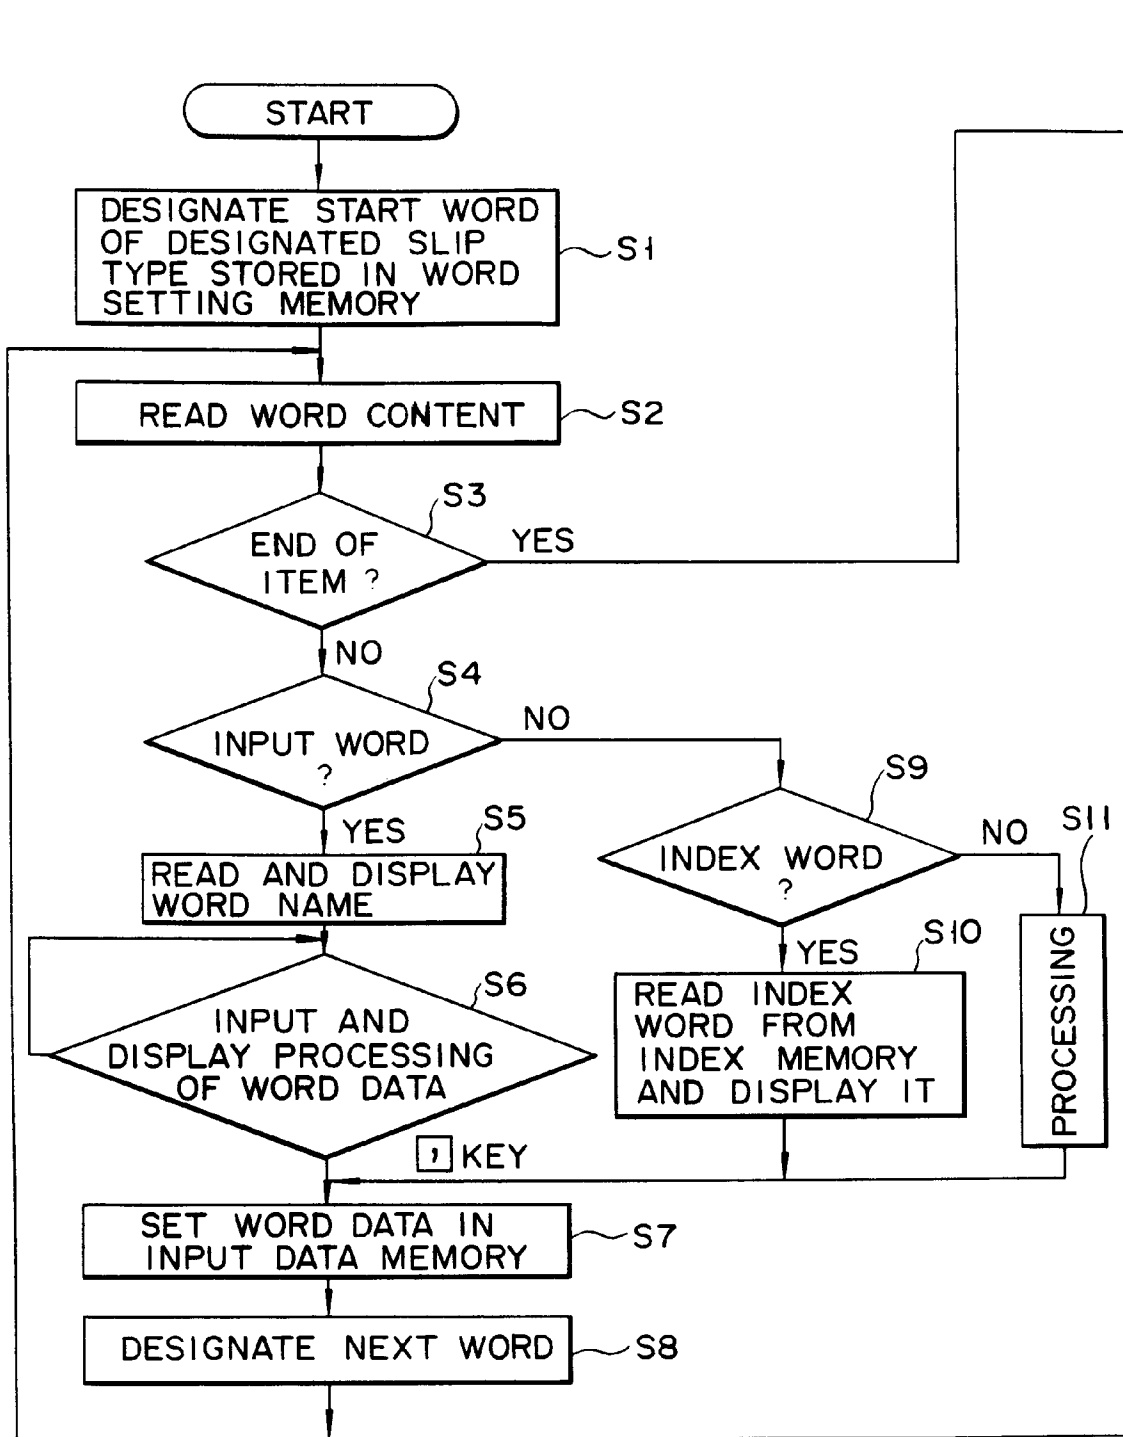 START
DESIGNATE START WORD
OF DESIGNATED SLIP
TYPE STORED IN WORD
SETTING MEMORY
S1
READ WORD CONTENT
S2
S3
END OF
ITEM ?
YES
NO
S4
INPUT WORD
?
NO
YES
S5
READ AND DISPLAY
WORD NAME
S9
INDEX WORD
?
NO
S11
YES
S10
READ INDEX
WORD FROM
INDEX MEMORY
AND DISPLAY IT
PROCESSING
S6
INPUT AND
DISPLAY PROCESSING
OF WORD DATA
, KEY
SET WORD DATA IN
INPUT DATA MEMORY
S7
DESIGNATE NEXT WORD
S8